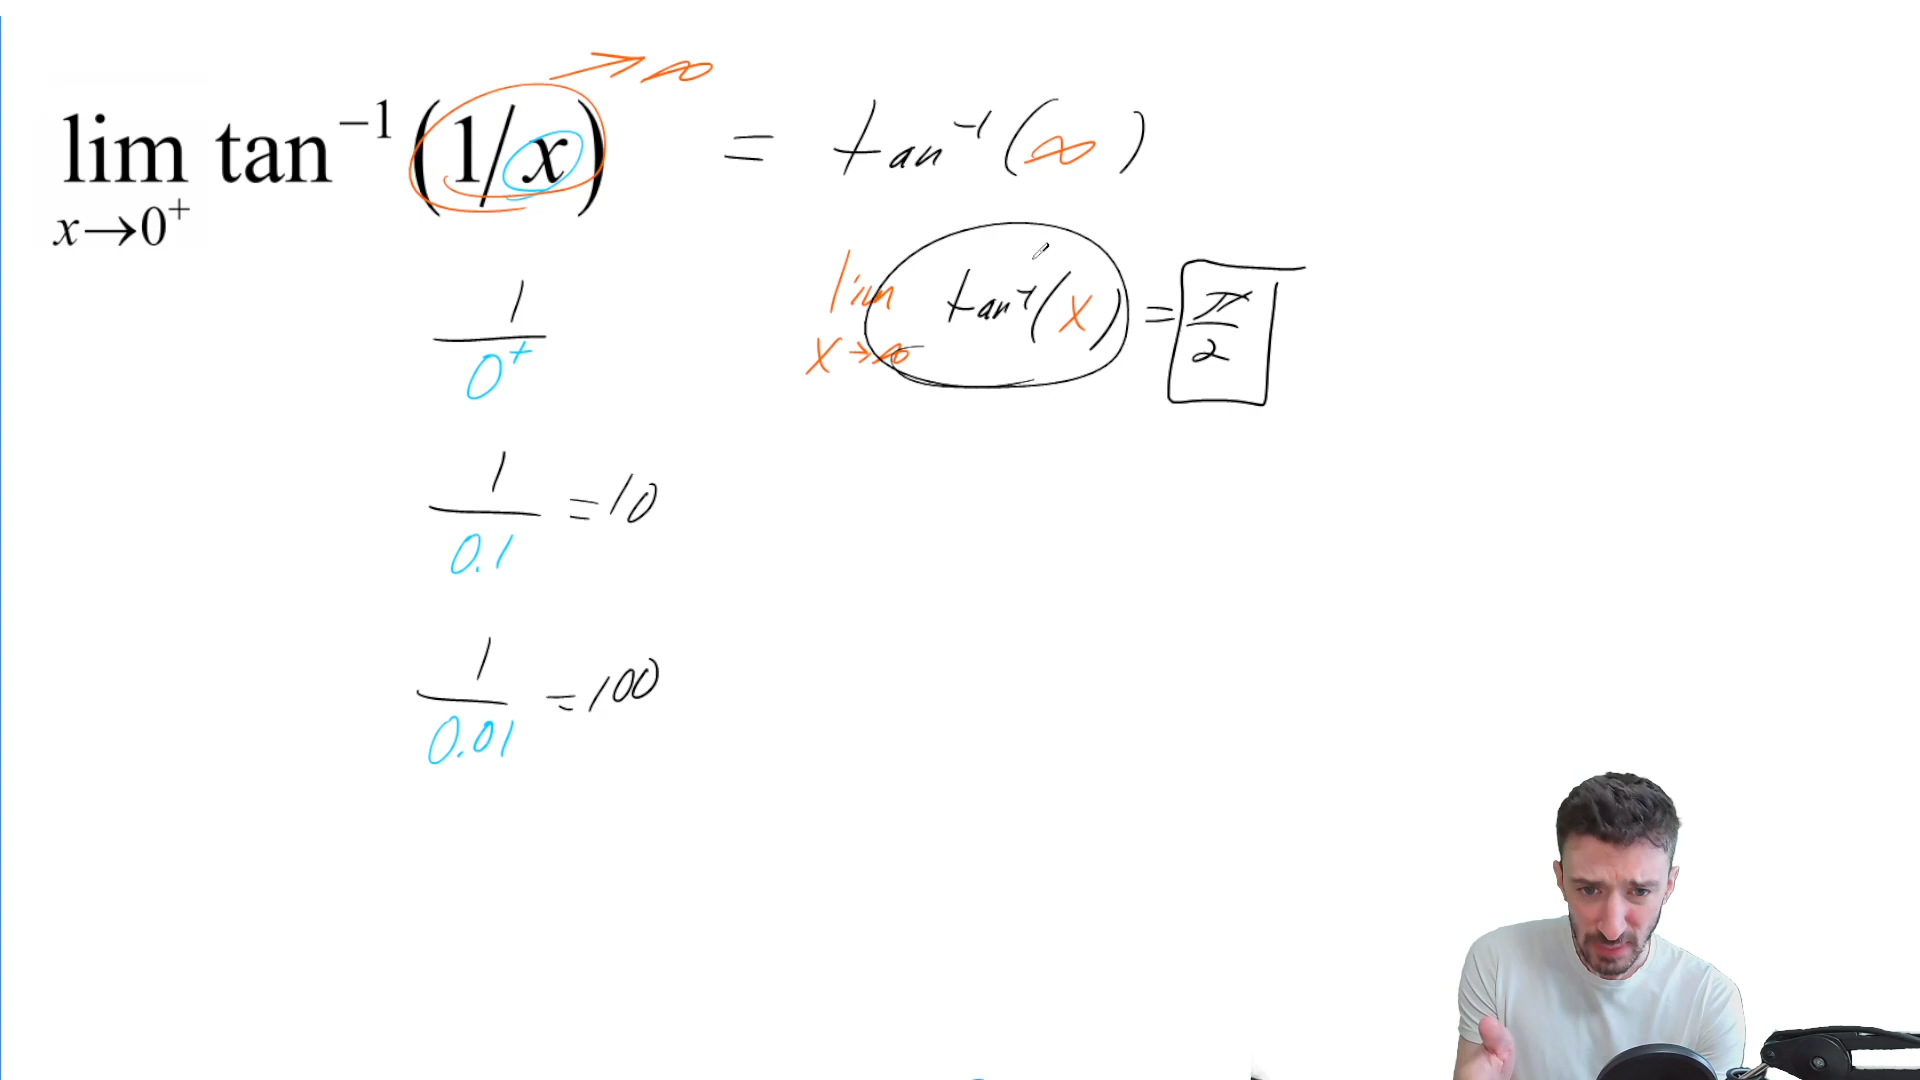 lim tan⁻¹(1/x) → ∞ = tan⁻¹(∞)
x→0⁺
lim tan⁻¹(x) = π/2
x→∞
1/0⁺
1/0.1 = 10
1/0.01 = 100